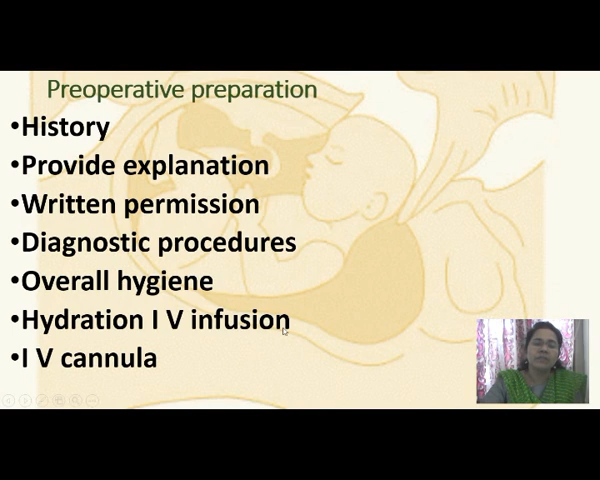 Preoperative preparation
•History
•Provide explanation
•Written permission
•Diagnostic procedures
•Overall hygiene
•Hydration I V infusion
•I V cannula